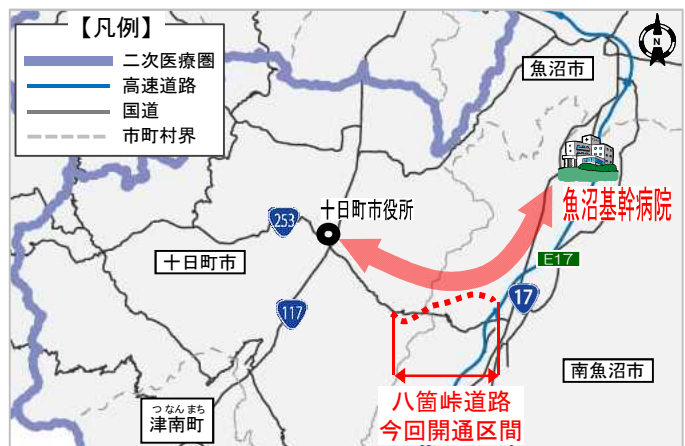 【凡例】
二次医療圏
高速道路
国道
市町村界
N
魚沼市
魚沼基幹病院
十日町市役所
253
十日町市
E17
17
117
南魚沼市
つなんまち
津南町
八箇峠道路
今回開通区間